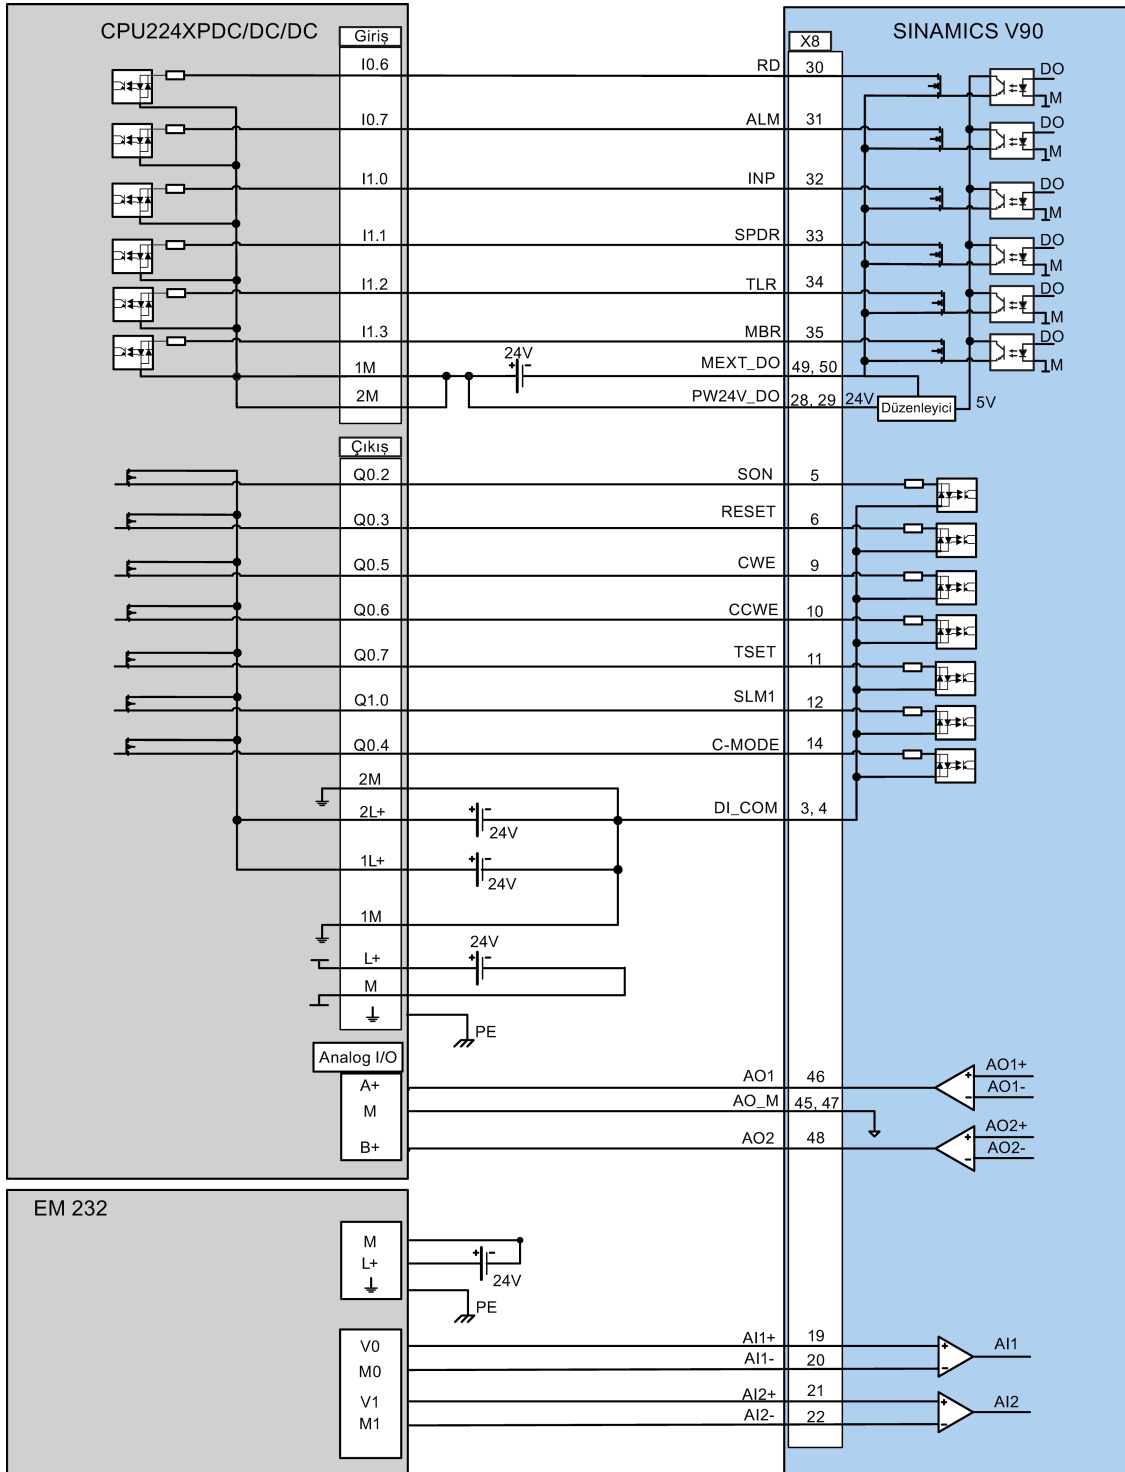 CPU224XPDC/DC/DC
SINAMICS V90
Giriş
X8
I0.6 RD 30 DO
M
I0.7 ALM 31 DO
M
I1.0 INP 32 DO
M
I1.1 SPDR 33 DO
M
I1.2 TLR 34 DO
M
I1.3 MBR 35 DO
M
24V
+ -
1M MEXT_DO 49, 50
2M PW24V_DO 28, 29 24V Düzenleyici 5V
Çıkış
Q0.2 SON 5
Q0.3 RESET 6
Q0.5 CWE 9
Q0.6 CCWE 10
Q0.7 TSET 11
Q1.0 SLM1 12
Q0.4 C-MODE 14
2M
2L+ + - 24V DI_COM 3, 4
1L+ + - 24V
1M
24V
L+ + -
M
PE
Analog I/O
A+ AO1 46 + AO1+
- AO1-
M AO_M 45, 47
B+ AO2 48 + AO2+
- AO2-
EM 232
M
L+ + - 24V
PE
V0 AI1+ 19 + AI1
M0 AI1- 20 -
V1 AI2+ 21 + AI2
M1 AI2- 22 -